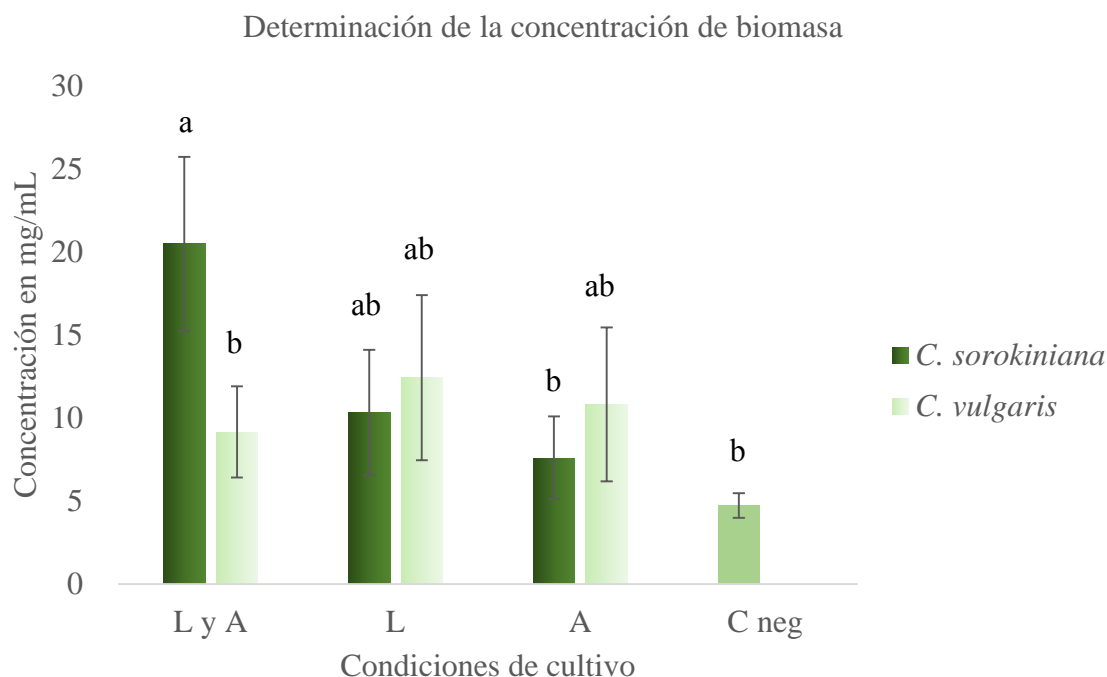 Determinación de la concentración de biomasa
Concentración en mg/mL
30
25
20
15
10
5
0
a
b
ab
ab
b
ab
b
L y A
L
A
C neg
Condiciones de cultivo
C. sorokiniana
C. vulgaris